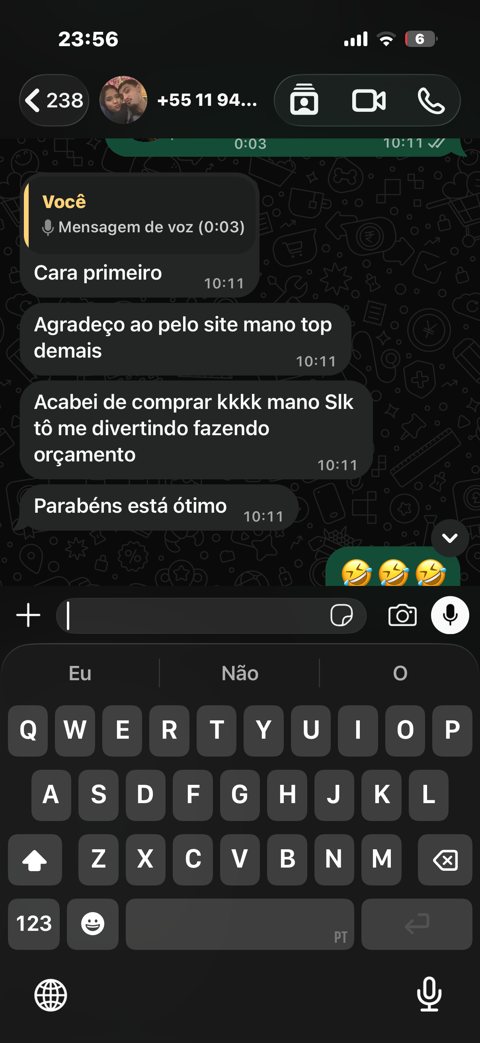 23:56
6
238
+55 11 94...
0:03
10:11
Você
Mensagem de voz (0:03)
Cara primeiro
10:11
Agradeço ao pelo site mano top
demais
10:11
Acabei de comprar kkkk mano Slk
tô me divertindo fazendo
orçamento
10:11
Parabéns está ótimo
10:11
Eu
Não
O
Q W E R T Y U I O P
A S D F G H J K L
Z X C V B N M
123
PT